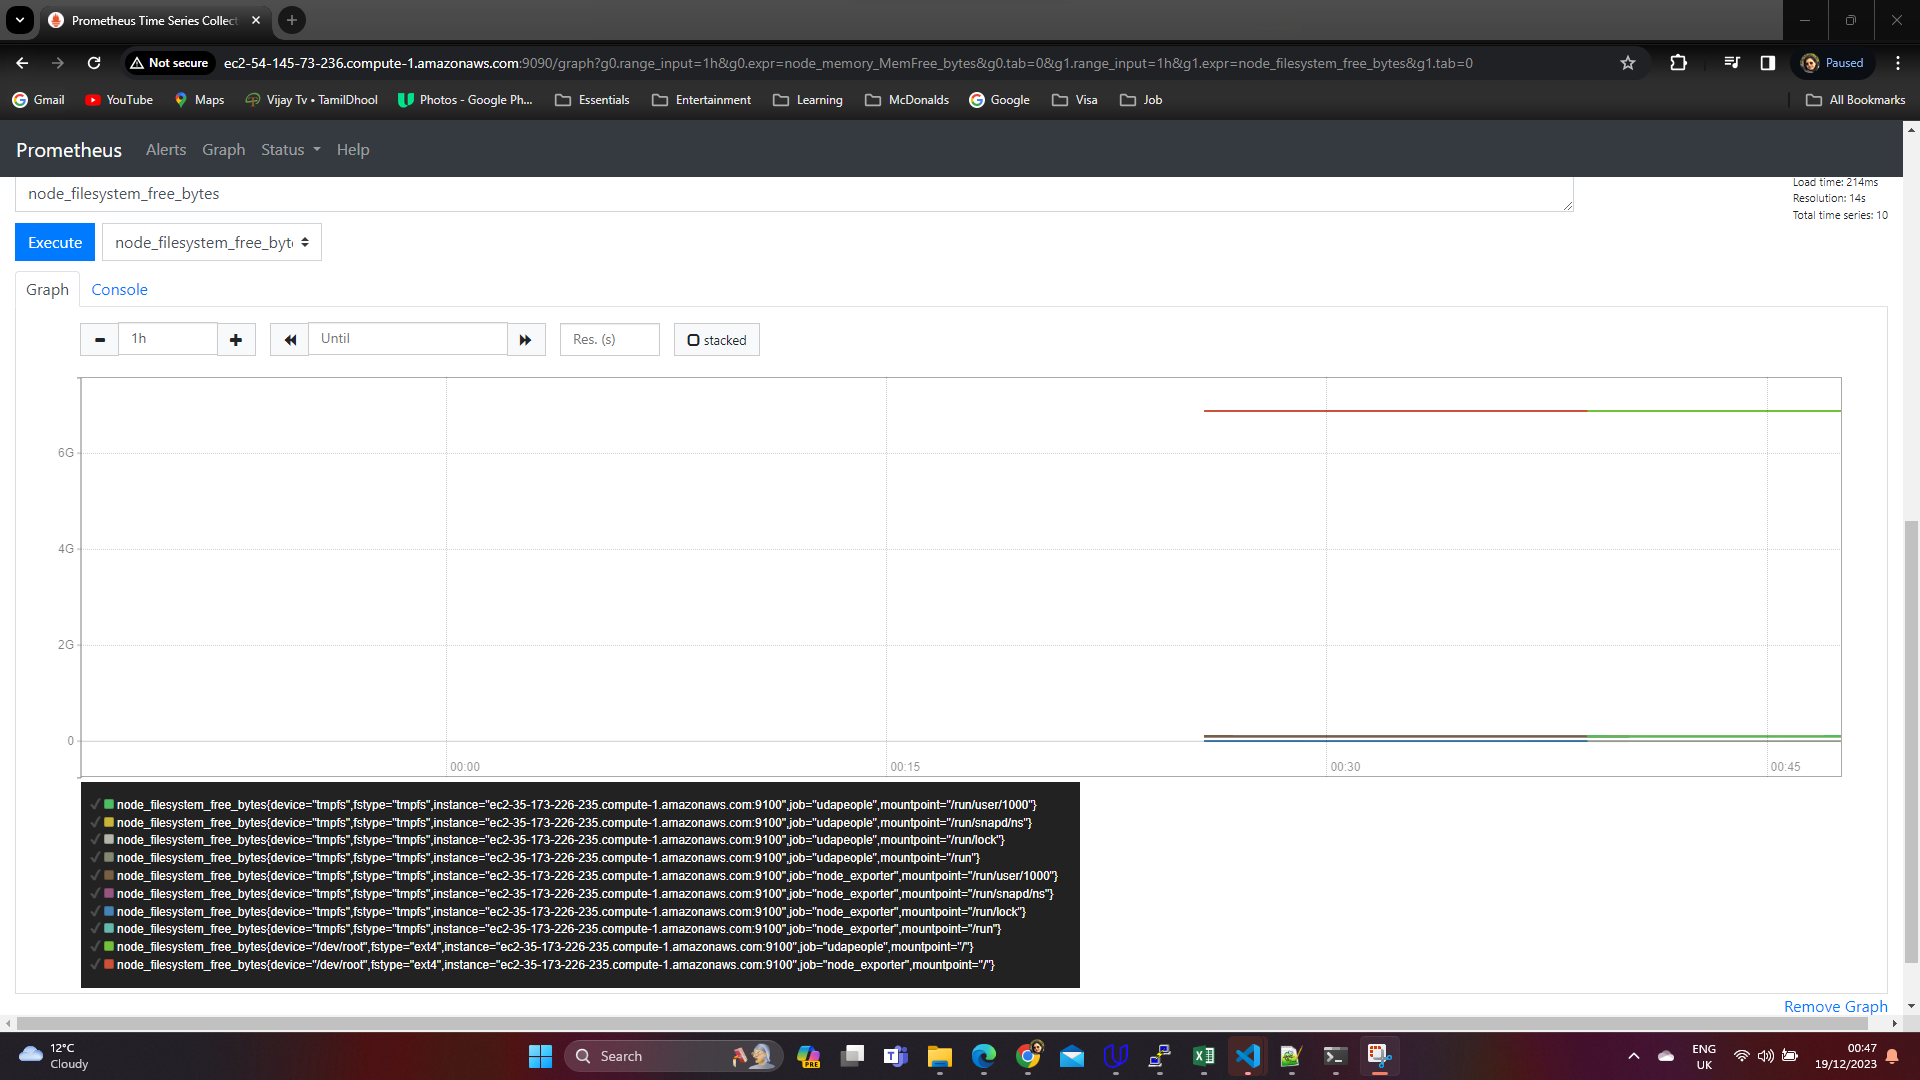 Prometheus Time Series Collect
Not secure
ec2-54-145-73-236.compute-1.amazonaws.com:9090/graph?g0.range_input=1h&g0.expr=node_memory_MemFree_bytes&g0.tab=0&g1.range_input=1h&g1.expr=node_filesystem_free_bytes&g1.tab=0
Paused
Gmail
YouTube
Maps
Vijay Tv • TamilDhool
Photos - Google Ph...
Essentials
Entertainment
Learning
McDonalds
Google
Visa
Job
All Bookmarks
Prometheus
Alerts
Graph
Status
Help
node_filesystem_free_bytes
Load time: 214ms
Resolution: 14s
Total time series: 10
Execute
node_filesystem_free_byt
Graph
Console
1h
Until
Res. (s)
stacked
6G
4G
2G
0
00:00
00:15
00:30
00:45
node_filesystem_free_bytes{device="tmpfs",fstype="tmpfs",instance="ec2-35-173-226-235.compute-1.amazonaws.com:9100",job="udapeople",mountpoint="/run/user/1000"}
node_filesystem_free_bytes{device="tmpfs",fstype="tmpfs",instance="ec2-35-173-226-235.compute-1.amazonaws.com:9100",job="udapeople",mountpoint="/run/snapd/ns"}
node_filesystem_free_bytes{device="tmpfs",fstype="tmpfs",instance="ec2-35-173-226-235.compute-1.amazonaws.com:9100",job="udapeople",mountpoint="/run/lock"}
node_filesystem_free_bytes{device="tmpfs",fstype="tmpfs",instance="ec2-35-173-226-235.compute-1.amazonaws.com:9100",job="udapeople",mountpoint="/run"}
node_filesystem_free_bytes{device="tmpfs",fstype="tmpfs",instance="ec2-35-173-226-235.compute-1.amazonaws.com:9100",job="node_exporter",mountpoint="/run/user/1000"}
node_filesystem_free_bytes{device="tmpfs",fstype="tmpfs",instance="ec2-35-173-226-235.compute-1.amazonaws.com:9100",job="node_exporter",mountpoint="/run/snapd/ns"}
node_filesystem_free_bytes{device="tmpfs",fstype="tmpfs",instance="ec2-35-173-226-235.compute-1.amazonaws.com:9100",job="node_exporter",mountpoint="/run/lock"}
node_filesystem_free_bytes{device="tmpfs",fstype="tmpfs",instance="ec2-35-173-226-235.compute-1.amazonaws.com:9100",job="node_exporter",mountpoint="/run"}
node_filesystem_free_bytes{device="/dev/root",fstype="ext4",instance="ec2-35-173-226-235.compute-1.amazonaws.com:9100",job="udapeople",mountpoint="/"}
node_filesystem_free_bytes{device="/dev/root",fstype="ext4",instance="ec2-35-173-226-235.compute-1.amazonaws.com:9100",job="node_exporter",mountpoint="/"}
Remove Graph
12°C
Cloudy
Search
PRE
ENG
UK
00:47
19/12/2023